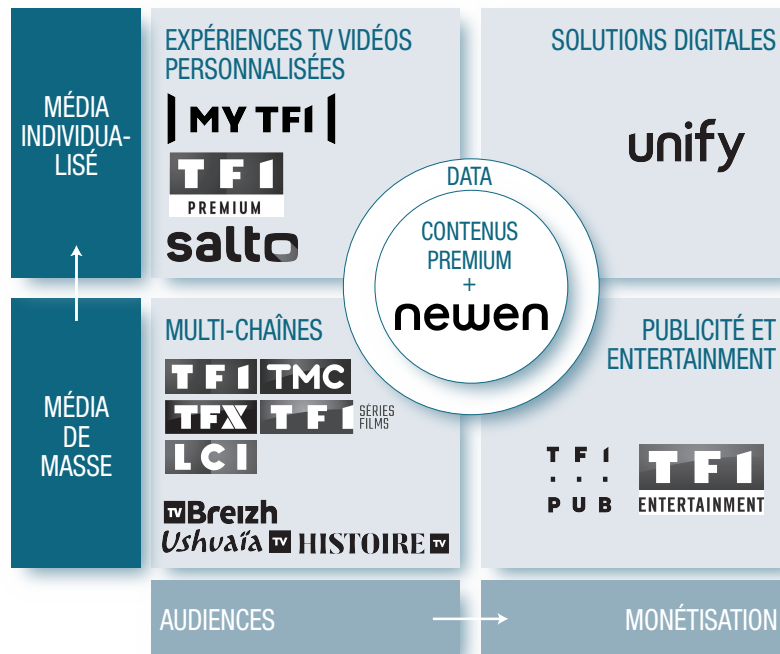 MÉDIA
INDIVIDUA-
LISÉ
EXPÉRIENCES TV VIDÉOS
PERSONNALISÉES
MYTF1
TF1
PREMIUM
salto
SOLUTIONS DIGITALES
unify
DATA
CONTENUS
PREMIUM
+
newen
MÉDIA
DE
MASSE
MULTI-CHAÎNES
TF1 TMC
TFX TF1 SÉRIES
FILMS
LCI
TV Breizh
Ushuaïa TV HISTOIRE TV
PUBLICITÉ ET
ENTERTAINMENT
TF1
...
PUB
TF1
ENTERTAINMENT
AUDIENCES
MONÉTISATION